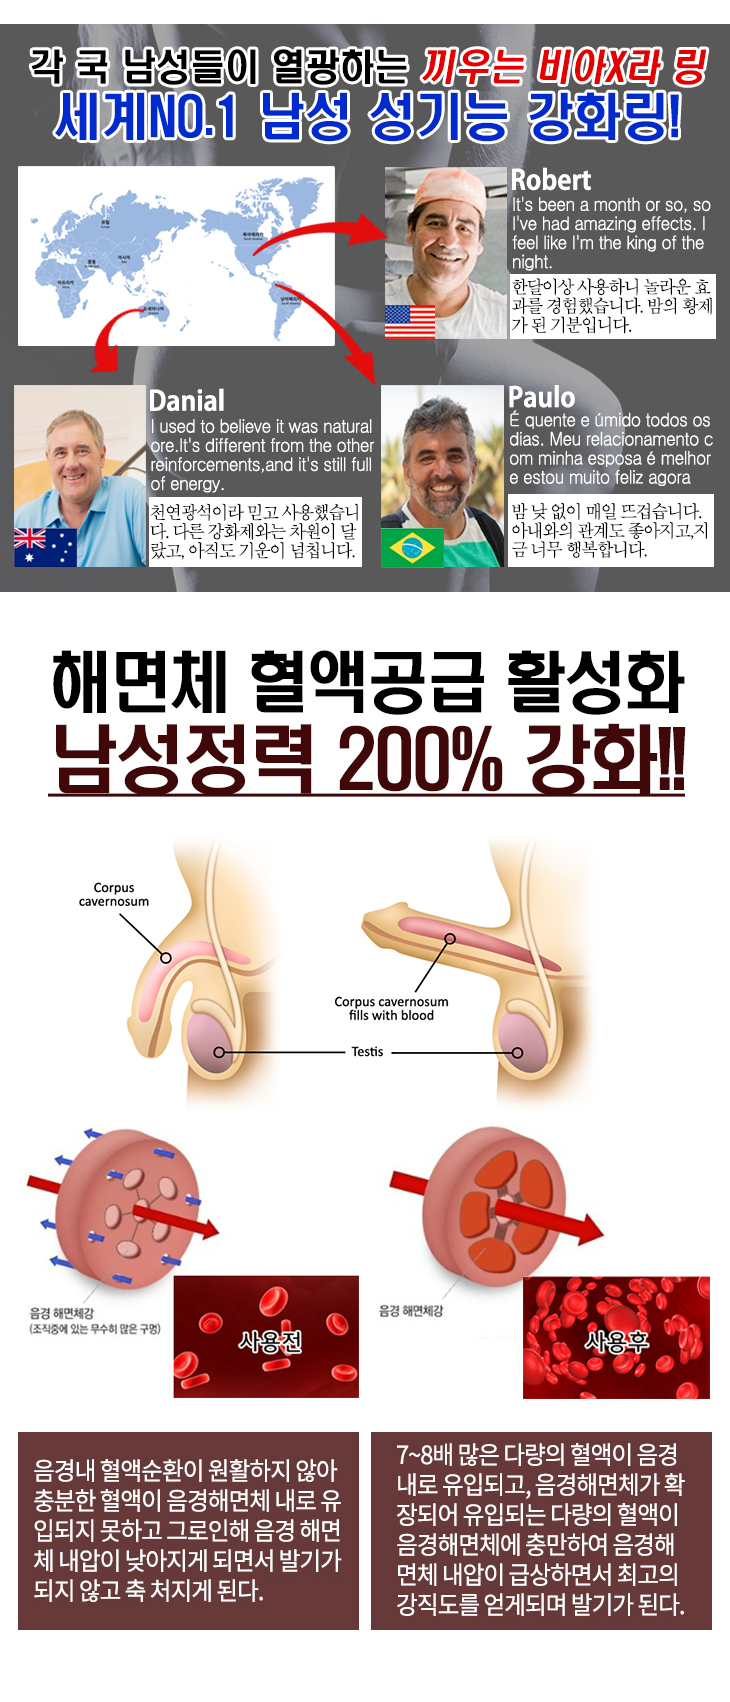 각 국 남성들이 열광하는 끼우는 비아X라 링
세계NO.1 남성 성기능 강화링!
Robert
It's been a month or so, so
I've had amazing effects. I
feel like I'm the king of the
night.
한달이상 사용하니 놀라운 효
과를 경험했습니다. 밤의 황제
가 된 기분입니다.
Danial
I used to believe it was natural
ore.It's different from the other
reinforcements,and it's still full
of energy.
천연광석이라 믿고 사용했습니
다. 다른 강화제와는 차원이 달
랐고, 아직도 기운이 넘칩니다.
Paulo
É quente e úmido todos os
dias. Meu relacionamento c
om minha esposa é melhor
e estou muito feliz agora
밤 낮 없이 매일 뜨겁습니다.
아내와의 관계도 좋아지고,지
금 너무 행복합니다.
해면체 혈액공급 활성화
남성정력 200% 강화!!
Corpus
cavernosum
Corpus cavernosum
fills with blood
Testis
음경 해면체강
(조직중에 있는 무수히 많은 구멍)
사용전
음경 해면체강
사용후
음경내 혈액순환이 원활하지 않아
충분한 혈액이 음경해면체 내로 유
입되지 못하고 그로인해 음경 해면
체 내압이 낮아지게 되면서 발기가
되지 않고 축 처지게 된다.
7~8배 많은 다량의 혈액이 음경
내로 유입되고, 음경해면체가 확
장되어 유입되는 다량의 혈액이
음경해면체에 충만하여 음경해
면체 내압이 급상하면서 최고의
강직도를 얻게되며 발기가 된다.